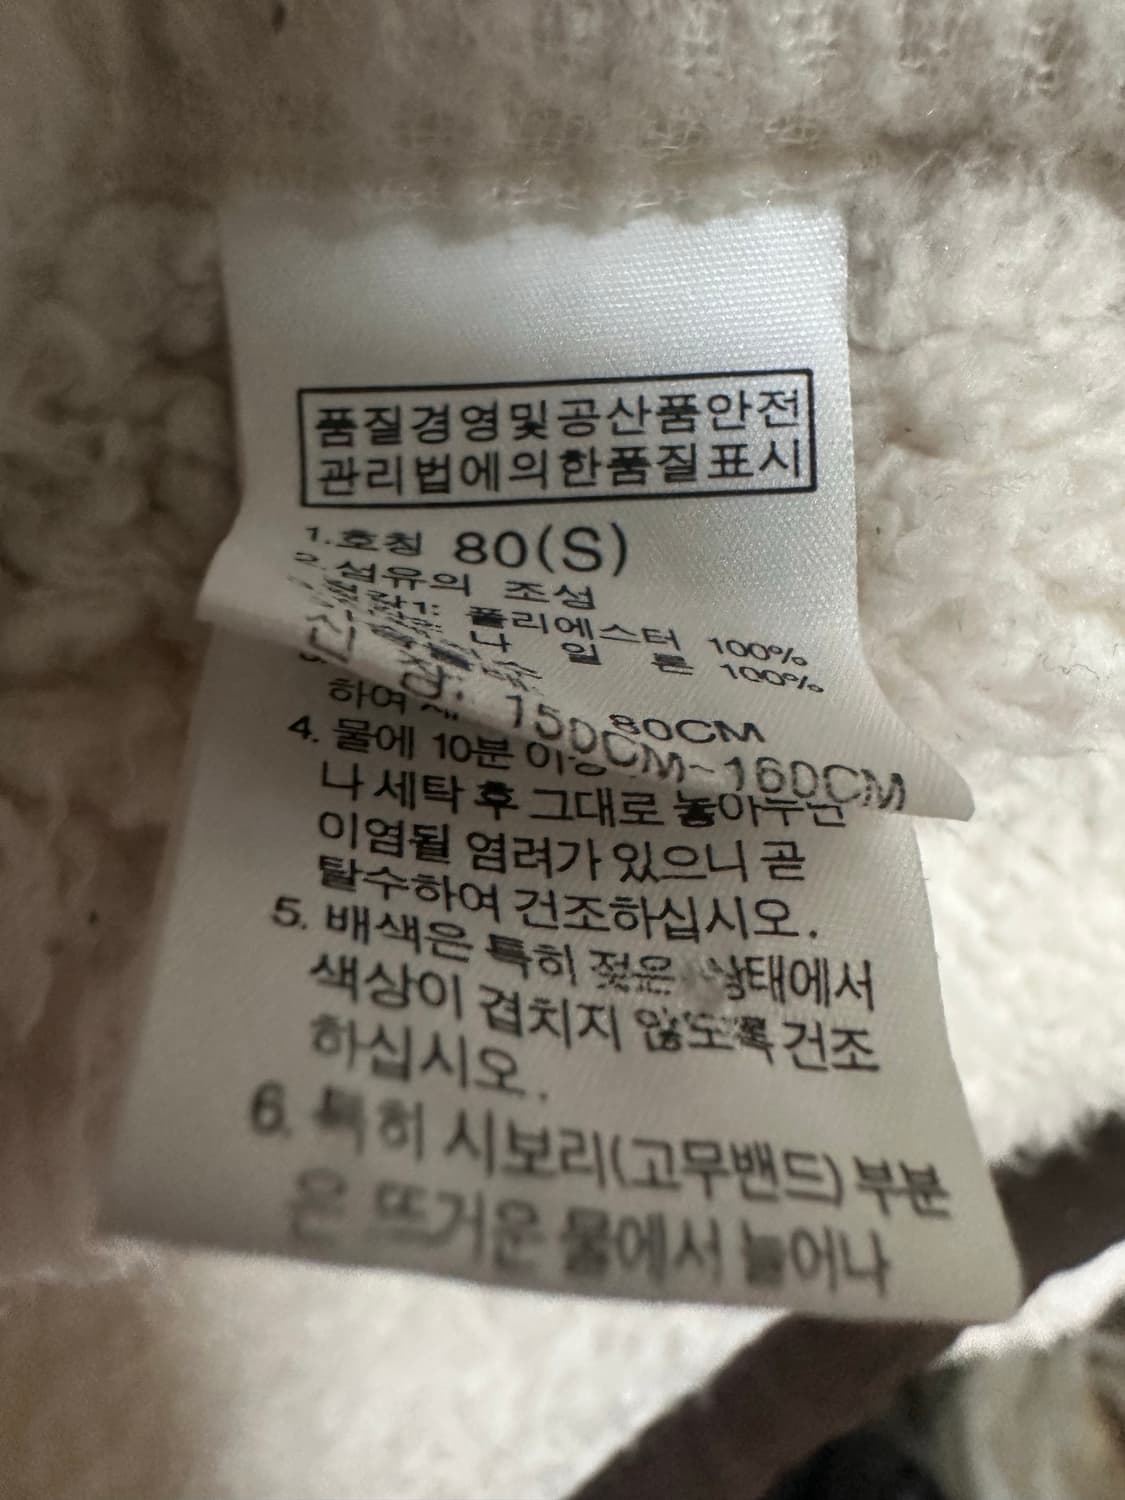 품질경영및공산품안전
관리법에의한품질표시
1.호칭 80(S)
2.섬유의 조성
폴리에스터 100%
나 일 론 100%
80CM
신 장: 150CM~160CM
하여
4. 물에 10분 이상
나 세탁 후 그대로 놓아두면
이염될 염려가 있으니 곧
탈수하여 건조하십시오.
5. 배색은 특히 젖은 상태에서
색상이 겹치지 않도록 건조
하십시오.
6. 특히 시보리(고무밴드) 부분
은 뜨거운 물에서 늘어나